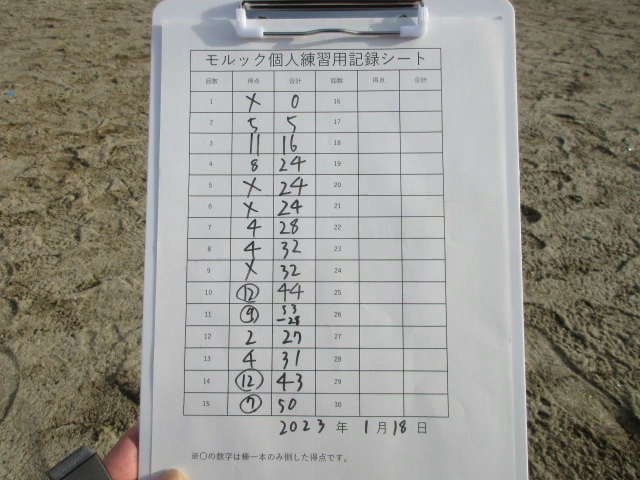 モルック個人練習用記録シート
回数 得点 合計 回数 得点 合計
1 X 0 16
2 5 5 17
3 11 16 18
4 8 24 19
5 X 24 20
6 X 24 21
7 4 28 22
8 4 32 23
9 X 32 24
10 ⑫ 44 25
11 ⑨ 53 26
-28
12 2 27 27
13 4 31 28
14 ⑫ 43 29
15 ⑦ 50 30
2023年 1月18日
※〇の数字は棒一本のみ倒した得点です。